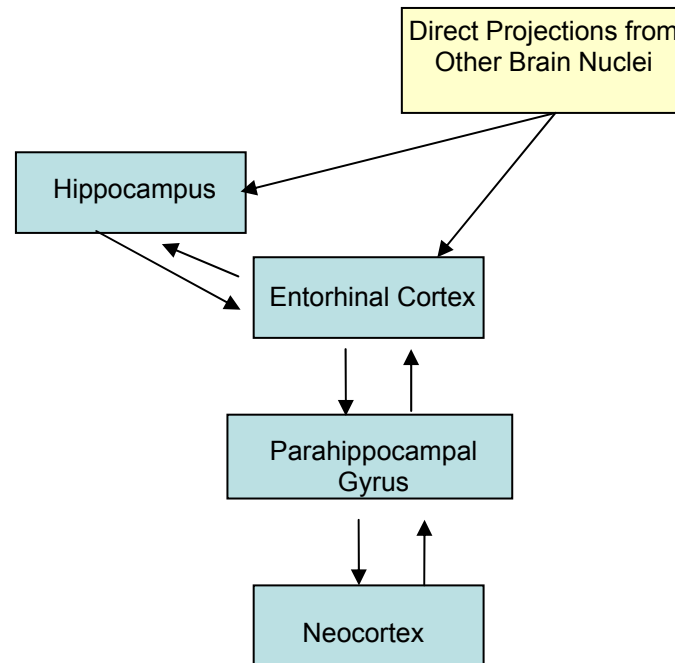 Direct Projections from
Other Brain Nuclei
Hippocampus
Entorhinal Cortex
Parahippocampal
Gyrus
Neocortex